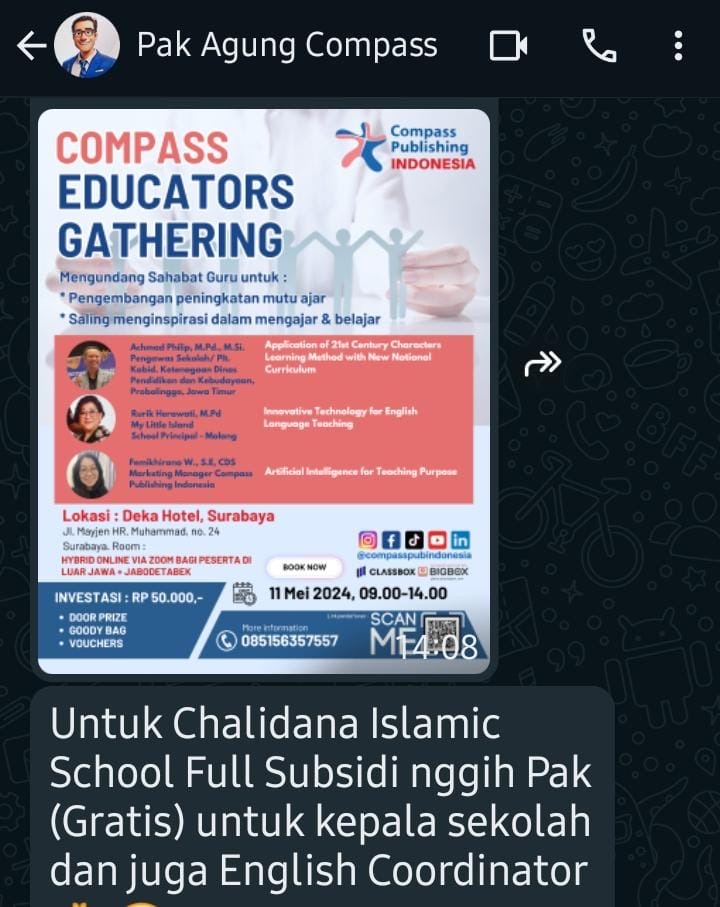 Pak Agung Compass
COMPASS
EDUCATORS
GATHERING
Compass
Publishing
INDONESIA
Mengundang Sahabat Guru untuk :
* Pengembangan peningkatan mutu ajar
* Saling menginspirasi dalam mengajar & belajar
Achmad Philip, M.Pd., M.Si.
Pengawas Sekolah/ Plt.
Kabid. Ketenagaan Dinas
Pendidikan dan Kebudayaan,
Probolinggo, Jawa Timur
Application of 21st Century Characters
Learning Method with New National
Curriculum
Rurik Herawati, M.Pd
My Little Island
School Principal - Malang
Innovative Technology for English
Language Teaching
Femikhirana W., S.E, CDS
Marketing Manager Compass
Publishing Indonesia
Artificial Intelligence for Teaching Purpose
Lokasi : Deka Hotel, Surabaya
Jl. Mayjen HR. Muhammad, no. 24
Surabaya. Room :
HYBRID ONLINE VIA ZOOM BAGI PESERTA DI
LUAR JAWA + JABODETABEK
BOOK NOW
@compasspubindonesia
CLASSBOX
BIGBOX
INVESTASI : RP 50.000,-
11 Mei 2024, 09.00-14.00
• DOOR PRIZE
• GOODY BAG
• VOUCHERS
More Information
085156357557
SCAN
ME
14:08
Untuk Chalidana Islamic
School Full Subsidi nggih Pak
(Gratis) untuk kepala sekolah
dan juga English Coordinator